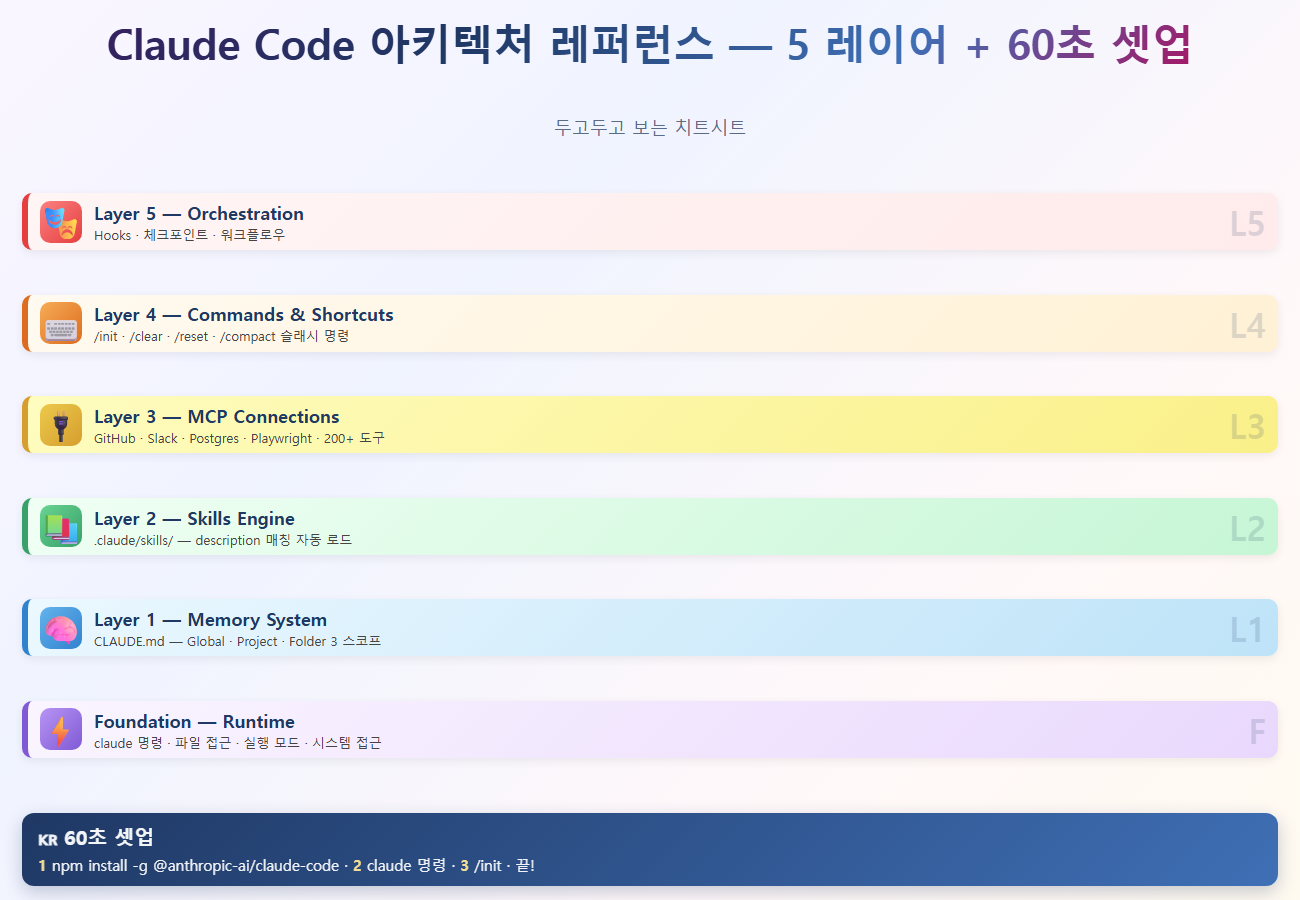 Claude Code 아키텍처 레퍼런스 — 5 레이어 + 60초 셋업
두고두고 보는 치트시트
Layer 5 — Orchestration
Hooks · 체크포인트 · 워크플로우
L5
Layer 4 — Commands & Shortcuts
/init · /clear · /reset · /compact 슬래시 명령
L4
Layer 3 — MCP Connections
GitHub · Slack · Postgres · Playwright · 200+ 도구
L3
Layer 2 — Skills Engine
.claude/skills/ — description 매칭 자동 로드
L2
Layer 1 — Memory System
CLAUDE.md — Global · Project · Folder 3 스코프
L1
Foundation — Runtime
claude 명령 · 파일 접근 · 실행 모드 · 시스템 접근
F
KR 60초 셋업
1 npm install -g @anthropic-ai/claude-code · 2 claude 명령 · 3 /init · 끝!